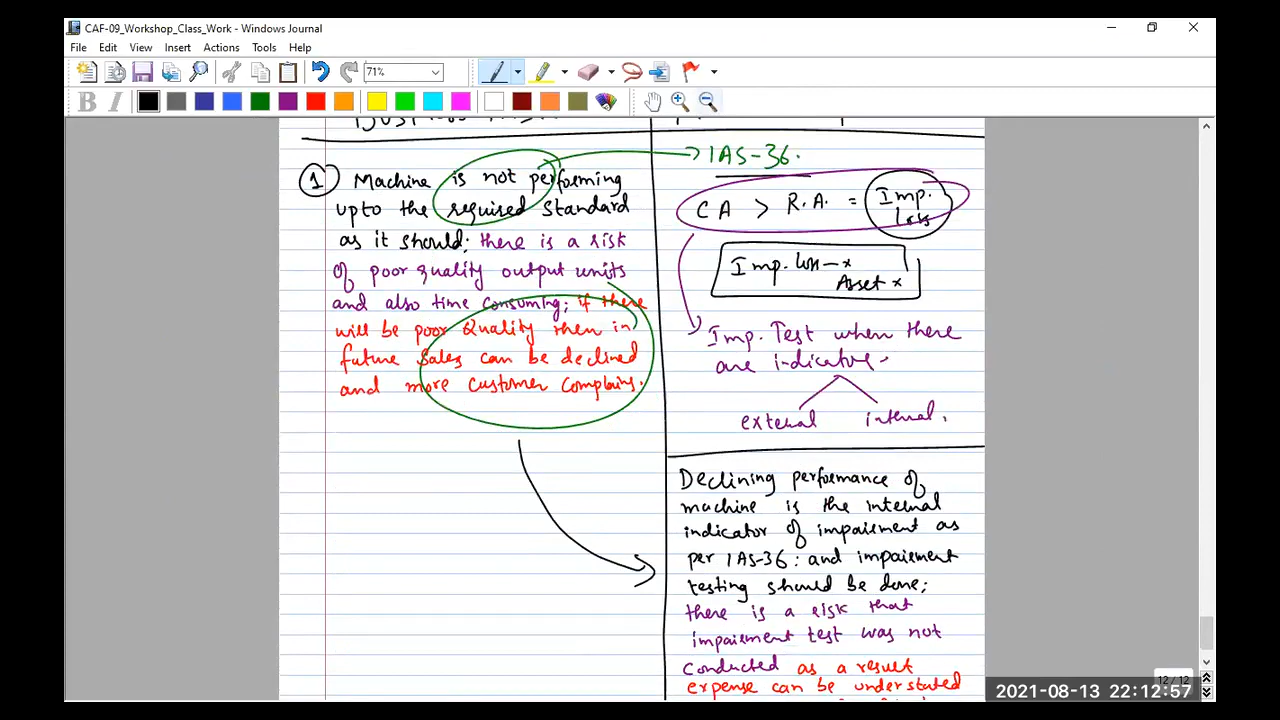 CAF-09_Workshop_Class_Work - Windows Journal
File Edit View Insert Actions Tools Help
71%
B I
1 Machine is not performing
upto the required standard
as it should; there is a risk
of poor quality output units
and also time consuming; if there
will be poor Quality then in
future Sales can be declined
and more Customer Complains.
IAS-36.
CA > R.A. = Imp. loss
Imp. loss - x
Asset x
Imp. Test when there
are indicators-
external internal.
Declining performance of
machine is the internal
indicator of impairment as
per IAS-36: and impairment
testing should be done;
there is a risk that
impairment test was not
conducted as a result
expense can be understated
12 / 12
2021-08-13 22:12:57